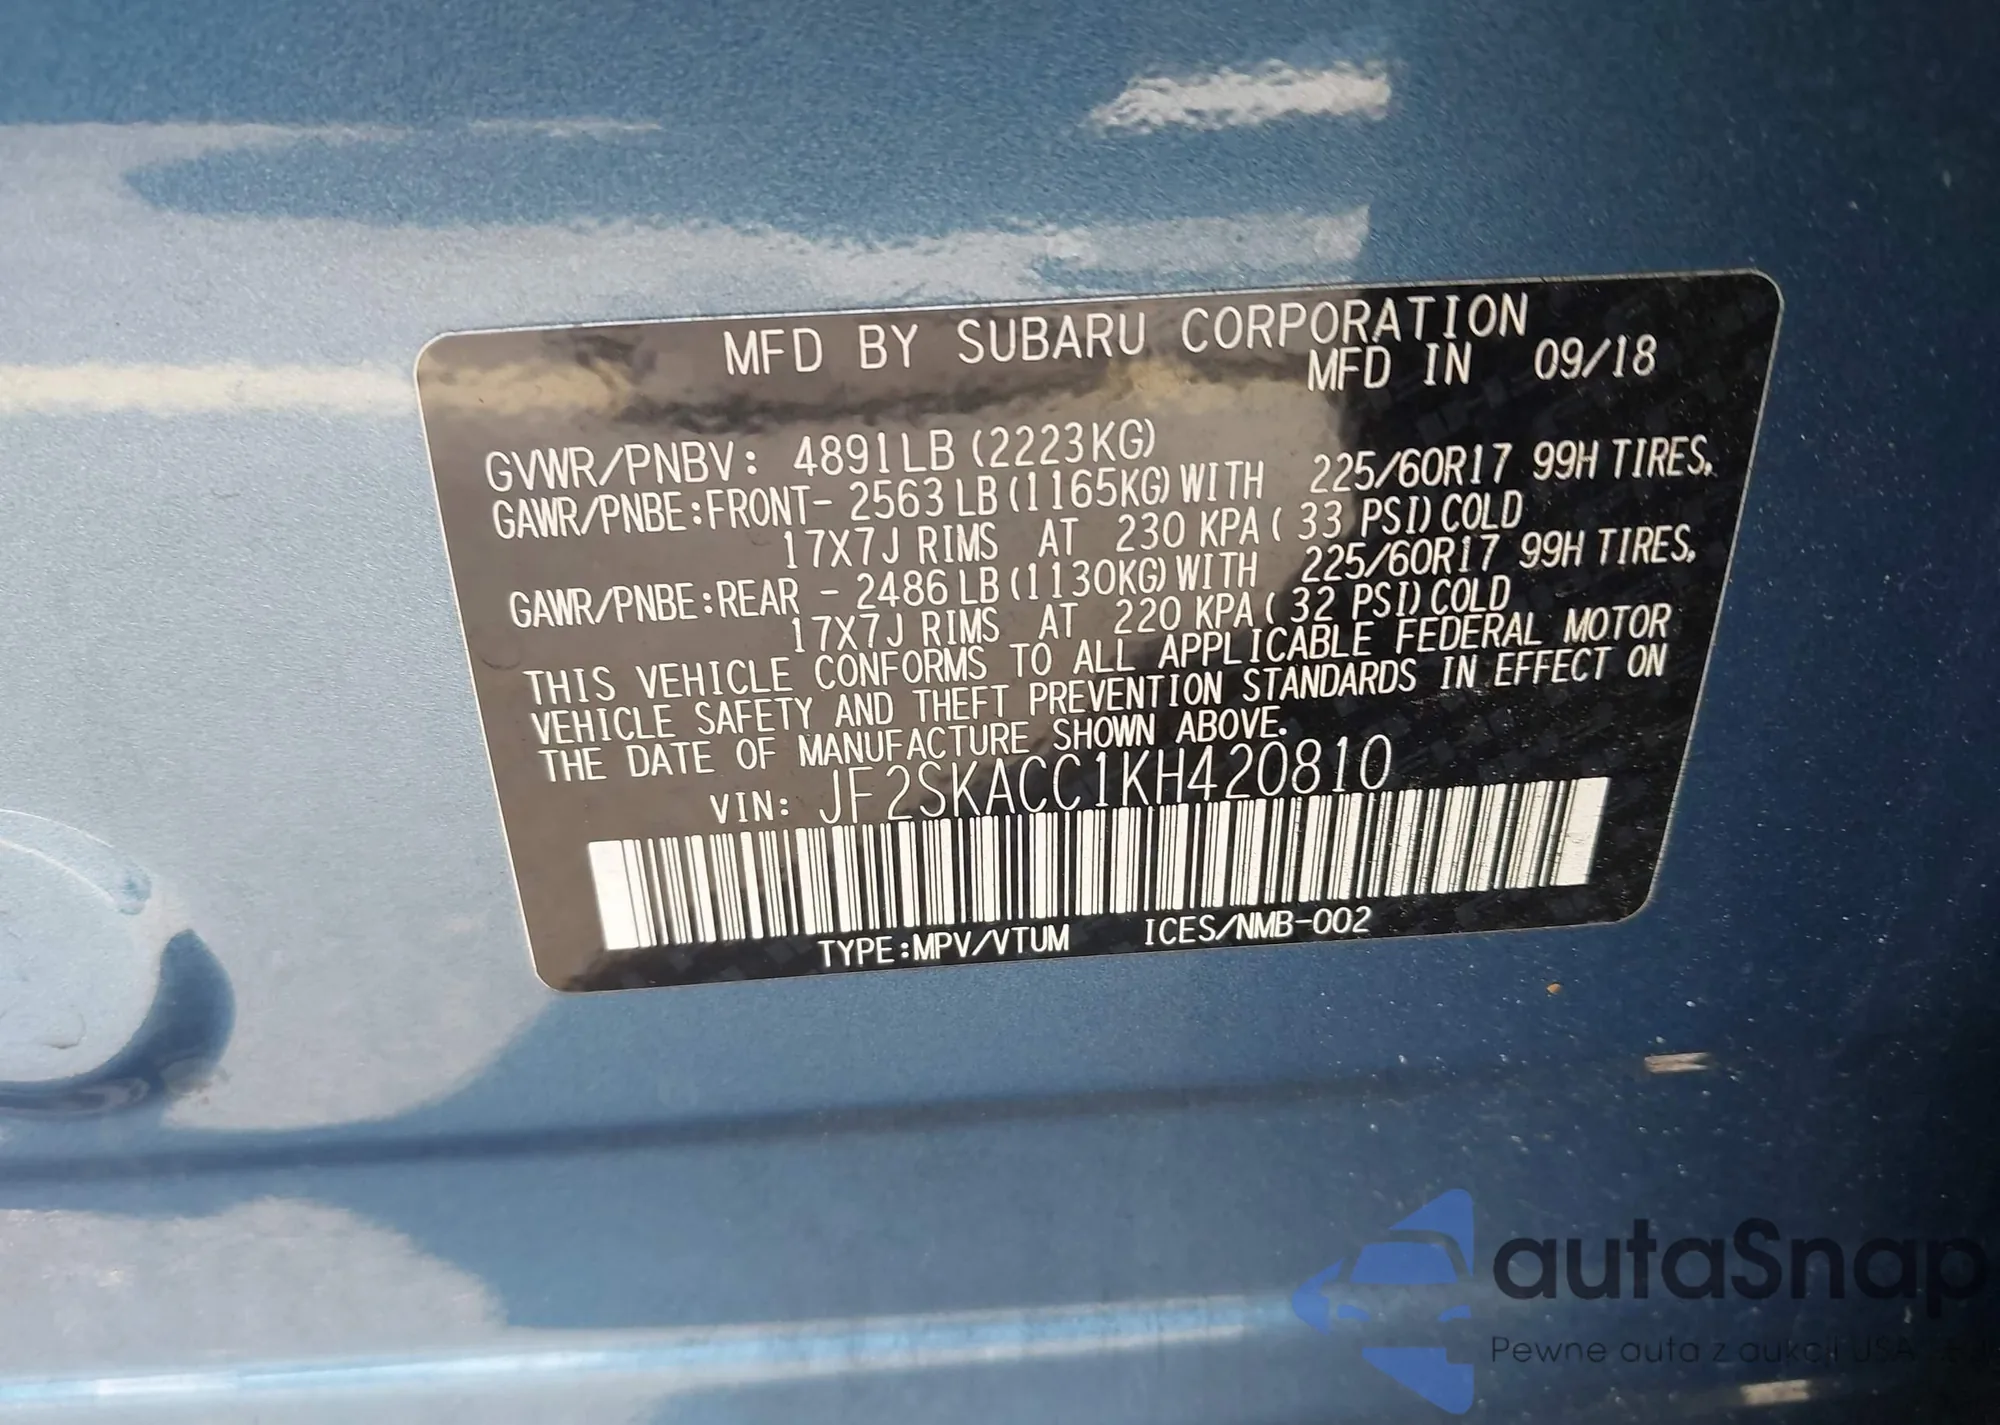 MFD BY SUBARU CORPORATION
MFD IN 09/18
GVWR/PNBV: 4891LB (2223KG)
GAWR/PNBE:FRONT- 2563 LB (1165KG) WITH 225/60R17 99H TIRES,
17X7J RIMS AT 230 KPA ( 33 PSI) COLD
GAWR/PNBE:REAR - 2486 LB (1130KG) WITH 225/60R17 99H TIRES,
17X7J RIMS AT 220 KPA ( 32 PSI) COLD
THIS VEHICLE CONFORMS TO ALL APPLICABLE FEDERAL MOTOR
VEHICLE SAFETY AND THEFT PREVENTION STANDARDS IN EFFECT ON
THE DATE OF MANUFACTURE SHOWN ABOVE.
VIN: JF2SKACC1KH420810
TYPE:MPV/VTUM ICES/NMB-002
autaSnap
Pewne auta z aukcji USA